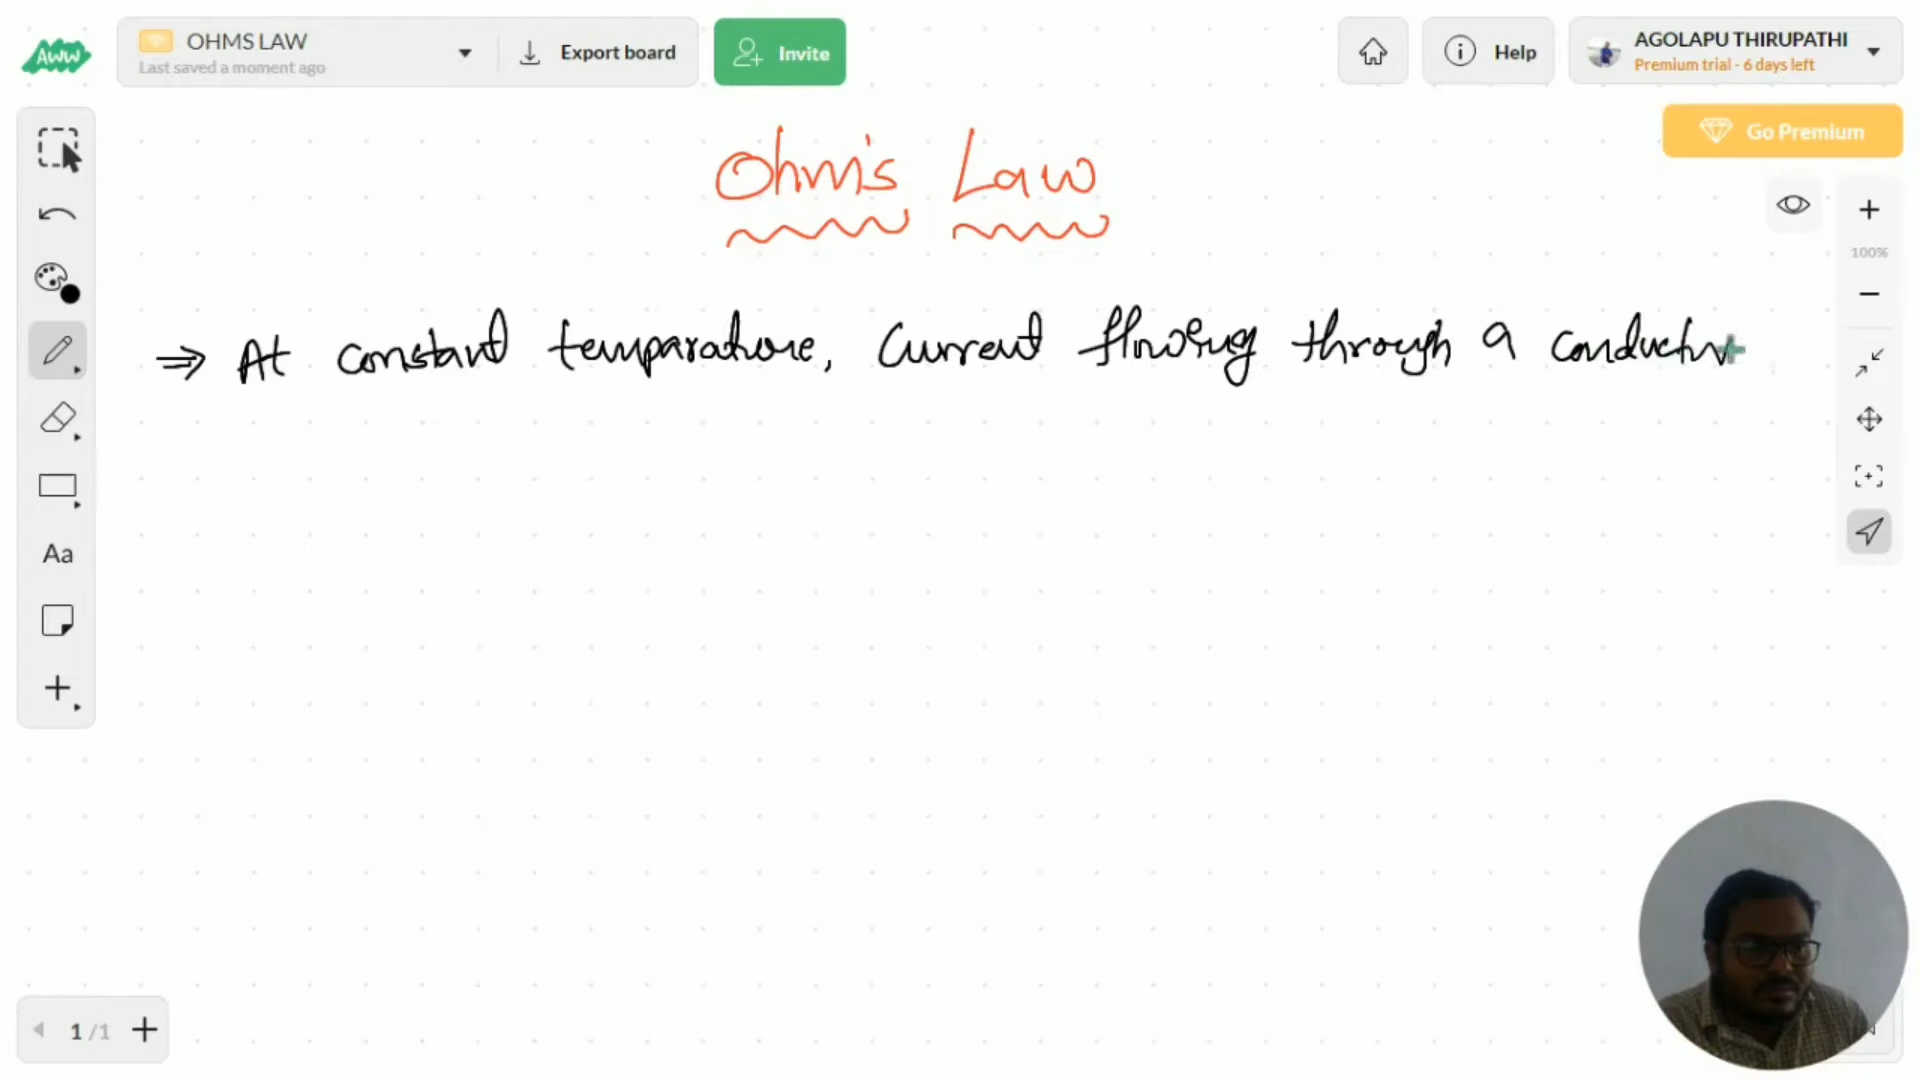 AWW
OHMS LAW
Last saved a moment ago
Export board
Invite
Help
AGOLAPU THIRUPATHI
Premium trial - 6 days left
Go Premium
Ohm's Law
100%
⇒ At constant temparature, Current flowing through a conductor
Aa
1 /1